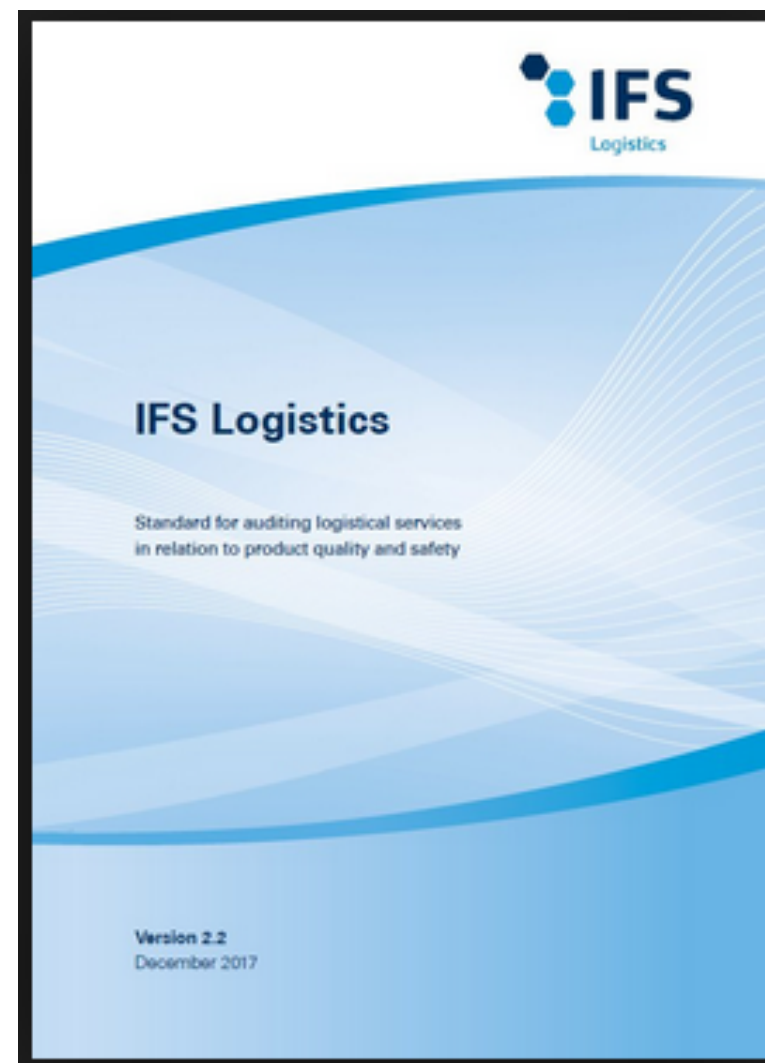 IFS
Logistics
IFS Logistics
Standard for auditing logistical services
in relation to product quality and safety
Version 2.2
December 2017